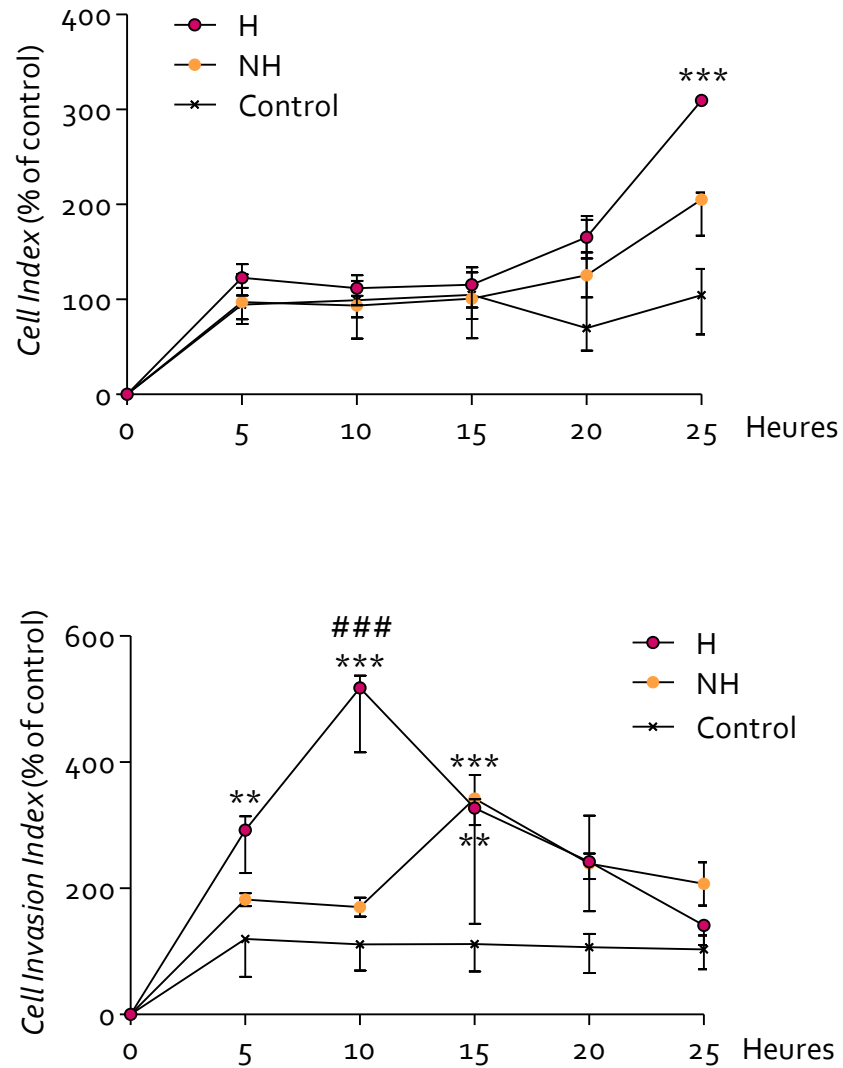 Cell Index (% of control)
400
300
200
100
0
H
NH
Control
***
0 5 10 15 20 25 Heures
Cell Invasion Index (% of control)
600
400
200
0
###
***
**
***
**
H
NH
Control
0 5 10 15 20 25 Heures